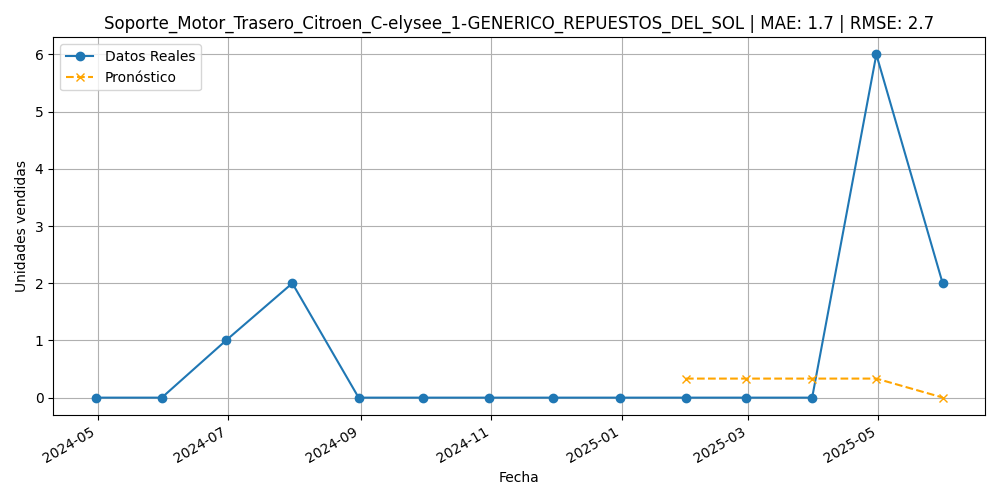 Soporte_Motor_Trasero_Citroen_C-elysee_1-GENERICO_REPUESTOS_DEL_SOL | MAE: 1.7 | RMSE: 2.7
Datos Reales
Pronóstico
Unidades vendidas
6
5
4
3
2
1
0
2024-05
2024-07
2024-09
2024-11
2025-01
2025-03
2025-05
Fecha